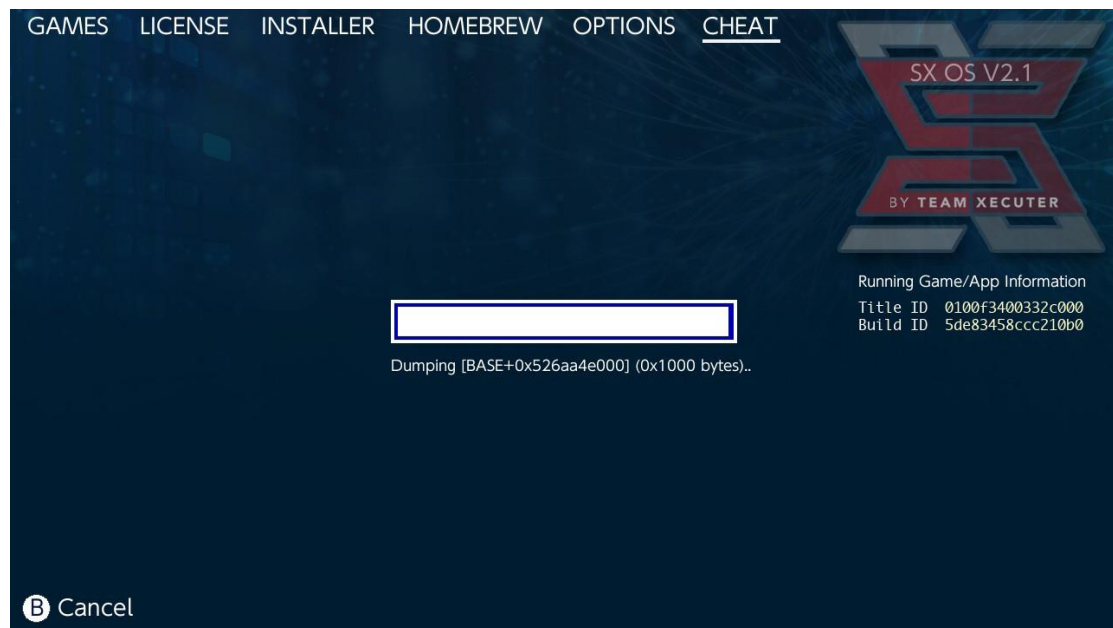 GAMES LICENSE INSTALLER HOMEBREW OPTIONS CHEAT
SX OS V2.1
BY TEAM XECUTER
Running Game/App Information
Title ID 0100f3400332c000
Build ID 5de83458ccc210b0
Dumping [BASE+0x526aa4e000] (0x1000 bytes)..
B Cancel